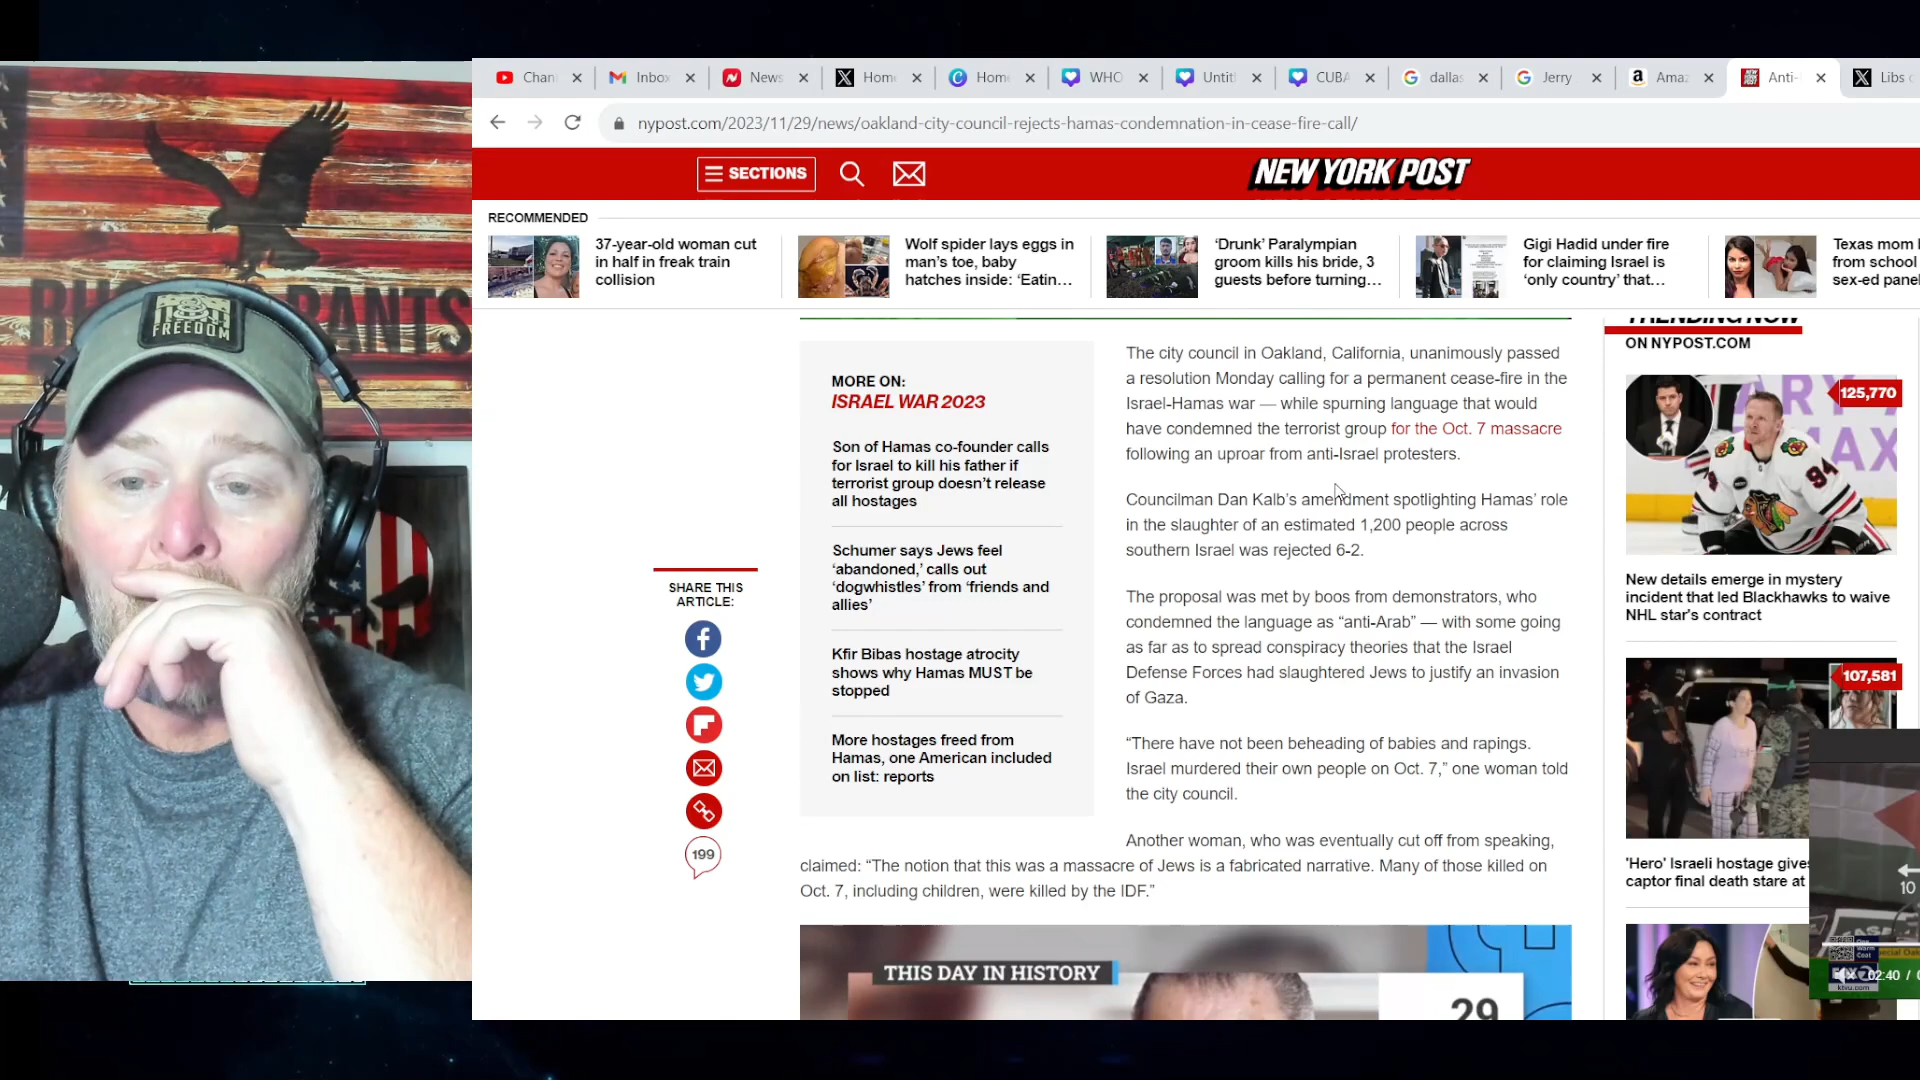 Chan
Inbox
News
Home
Home
WHO
Untit
CUBA
dallas
Jerry
Amaz
Anti-
Libs
nypost.com/2023/11/29/news/oakland-city-council-rejects-hamas-condemnation-in-cease-fire-call/
SECTIONS
NEW YORK POST
RECOMMENDED
37-year-old woman cut
in half in freak train
collision
Wolf spider lays eggs in
man's toe, baby
hatches inside: 'Eatin...
'Drunk' Paralympian
groom kills his bride, 3
guests before turning...
Gigi Hadid under fire
for claiming Israel is
'only country' that...
Texas mom
from school
sex-ed pane
FREEDOM
RANTS
MORE ON:
ISRAEL WAR 2023
Son of Hamas co-founder calls
for Israel to kill his father if
terrorist group doesn't release
all hostages
Schumer says Jews feel
'abandoned,' calls out
'dogwhistles' from 'friends and
allies'
Kfir Bibas hostage atrocity
shows why Hamas MUST be
stopped
More hostages freed from
Hamas, one American included
on list: reports
SHARE THIS
ARTICLE:
199
The city council in Oakland, California, unanimously passed
a resolution Monday calling for a permanent cease-fire in the
Israel-Hamas war — while spurning language that would
have condemned the terrorist group for the Oct. 7 massacre
following an uproar from anti-Israel protesters.
Councilman Dan Kalb's amendment spotlighting Hamas' role
in the slaughter of an estimated 1,200 people across
southern Israel was rejected 6-2.
The proposal was met by boos from demonstrators, who
condemned the language as "anti-Arab" — with some going
as far as to spread conspiracy theories that the Israel
Defense Forces had slaughtered Jews to justify an invasion
of Gaza.
"There have not been beheading of babies and rapings.
Israel murdered their own people on Oct. 7," one woman told
the city council.
Another woman, who was eventually cut off from speaking,
claimed: "The notion that this was a massacre of Jews is a fabricated narrative. Many of those killed on
Oct. 7, including children, were killed by the IDF."
THIS DAY IN HISTORY
29
TRENDING NOW
ON NYPOST.COM
125,770
New details emerge in mystery
incident that led Blackhawks to waive
NHL star's contract
107,581
'Hero' Israeli hostage gives
captor final death stare at
10
02:40 /
ktvu.com